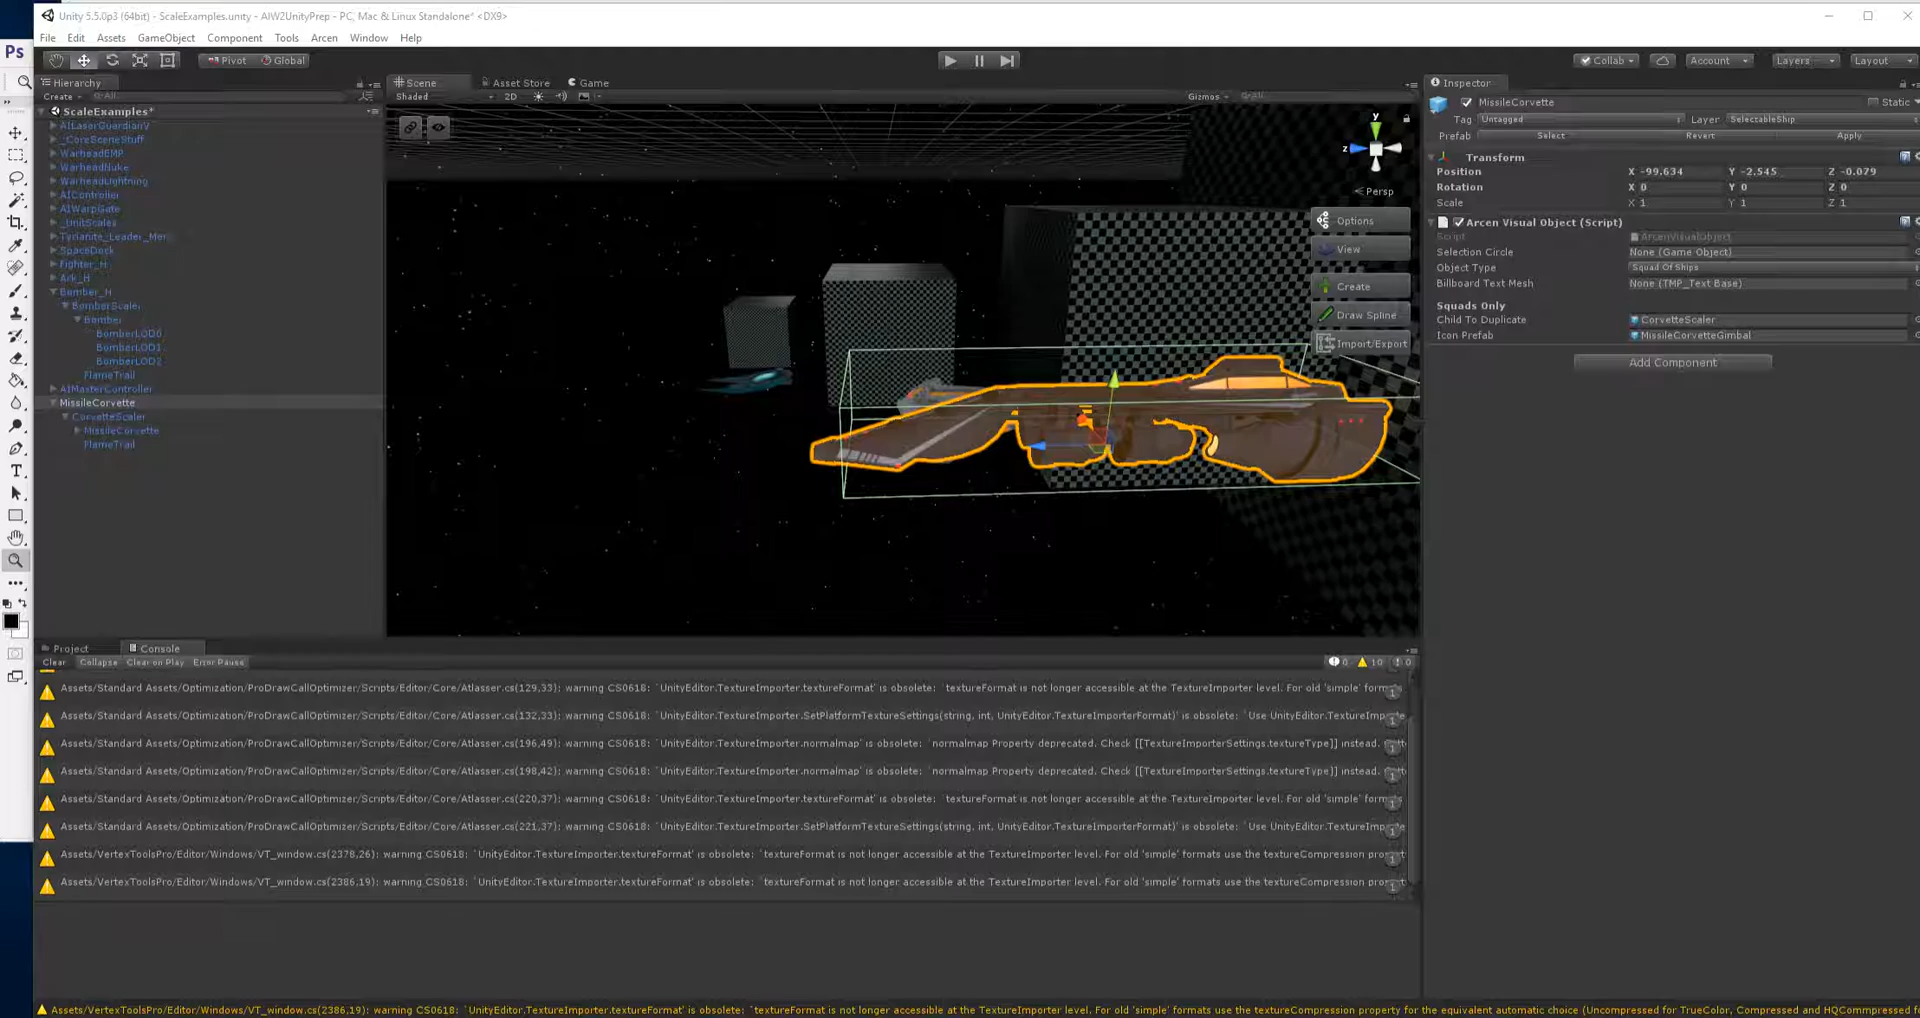 Unity 5.5.0p3 (64bit) - ScaleExamples.unity - AIW2UnityPrep - PC, Mac & Linux Standalone* <DX9>
File Edit Assets GameObject Component Tools Arcen Window Help
Ps
Pivot Global
Collab Account Layers Layout
Hierarchy
Create All
ScaleExamples*
AILaserGuardianV
_CoreSceneStuff
WarheadEMP
WarheadNuke
WarheadLightning
AIController
AIWarpGate
_UnitScales
SpaceDock
Fighter_H
Ark_H
Bomber_H
BomberScaler
Bomber
BomberLOD0
BomberLOD1
BomberLOD2
FlameTrail
AIMasterController
MissileCorvette
CorvetteScaler
MissileCorvette
FlameTrail
Scene Asset Store Game
Shaded 2D Gizmos All
y
z
Persp
Options
View
Create
Draw Spline
Import/Export
Inspector
MissileCorvette Static
Tag Untagged Layer SelectableShip
Prefab Select Revert Apply
Transform
Position X -99.634 Y -2.545 Z -0.079
Rotation X 0 Y 0 Z 0
Scale X 1 Y 1 Z 1
Arcen Visual Object (Script)
Script ArcenVisualObject
Selection Circle None (Game Object)
Object Type Squad Of Ships
Billboard Text Mesh None (TMP_Text Base)
Squads Only
Child To Duplicate CorvetteScaler
Icon Prefab MissileCorvetteGimbal
Add Component
Project Console
Clear Collapse Clear on Play Error Pause 0 10 0
Assets/Standard Assets/Optimization/ProDrawCallOptimizer/Scripts/Editor/Core/Atlasser.cs(129,33): warning CS0618: `UnityEditor.TextureImporter.textureFormat' is obsolete: `textureFormat is not longer accessible at the TextureImporter level. For old 'simple' form 1
Assets/Standard Assets/Optimization/ProDrawCallOptimizer/Scripts/Editor/Core/Atlasser.cs(132,33): warning CS0618: `UnityEditor.TextureImporter.SetPlatformTextureSettings(string, int, UnityEditor.TextureImporterFormat)' is obsolete: `Use UnityEditor.TextureImp 1
Assets/Standard Assets/Optimization/ProDrawCallOptimizer/Scripts/Editor/Core/Atlasser.cs(196,49): warning CS0618: `UnityEditor.TextureImporter.normalmap' is obsolete: `normalmap Property deprecated. Check [[TextureImporterSettings.textureType]] instead. 1
Assets/Standard Assets/Optimization/ProDrawCallOptimizer/Scripts/Editor/Core/Atlasser.cs(198,42): warning CS0618: `UnityEditor.TextureImporter.normalmap' is obsolete: `normalmap Property deprecated. Check [[TextureImporterSettings.textureType]] instead. 1
Assets/Standard Assets/Optimization/ProDrawCallOptimizer/Scripts/Editor/Core/Atlasser.cs(220,37): warning CS0618: `UnityEditor.TextureImporter.textureFormat' is obsolete: `textureFormat is not longer accessible at the TextureImporter level. For old 'simple' form 1
Assets/Standard Assets/Optimization/ProDrawCallOptimizer/Scripts/Editor/Core/Atlasser.cs(221,37): warning CS0618: `UnityEditor.TextureImporter.SetPlatformTextureSettings(string, int, UnityEditor.TextureImporterFormat)' is obsolete: `Use UnityEditor.TextureImp 1
Assets/VertexToolsPro/Editor/Windows/VT_window.cs(2378,26): warning CS0618: `UnityEditor.TextureImporter.textureFormat' is obsolete: `textureFormat is not longer accessible at the TextureImporter level. For old 'simple' formats use the textureCompression pro 1
Assets/VertexToolsPro/Editor/Windows/VT_window.cs(2386,19): warning CS0618: `UnityEditor.TextureImporter.textureFormat' is obsolete: `textureFormat is not longer accessible at the TextureImporter level. For old 'simple' formats use the textureCompression pro 1
Assets/VertexToolsPro/Editor/Windows/VT_window.cs(2386,19): warning CS0618: `UnityEditor.TextureImporter.textureFormat' is obsolete: `textureFormat is not longer accessible at the TextureImporter level. For old 'simple' formats use the textureCompression property for the equivalent automatic choice (Uncompressed for TrueColor, Compressed and HQCommpressed f